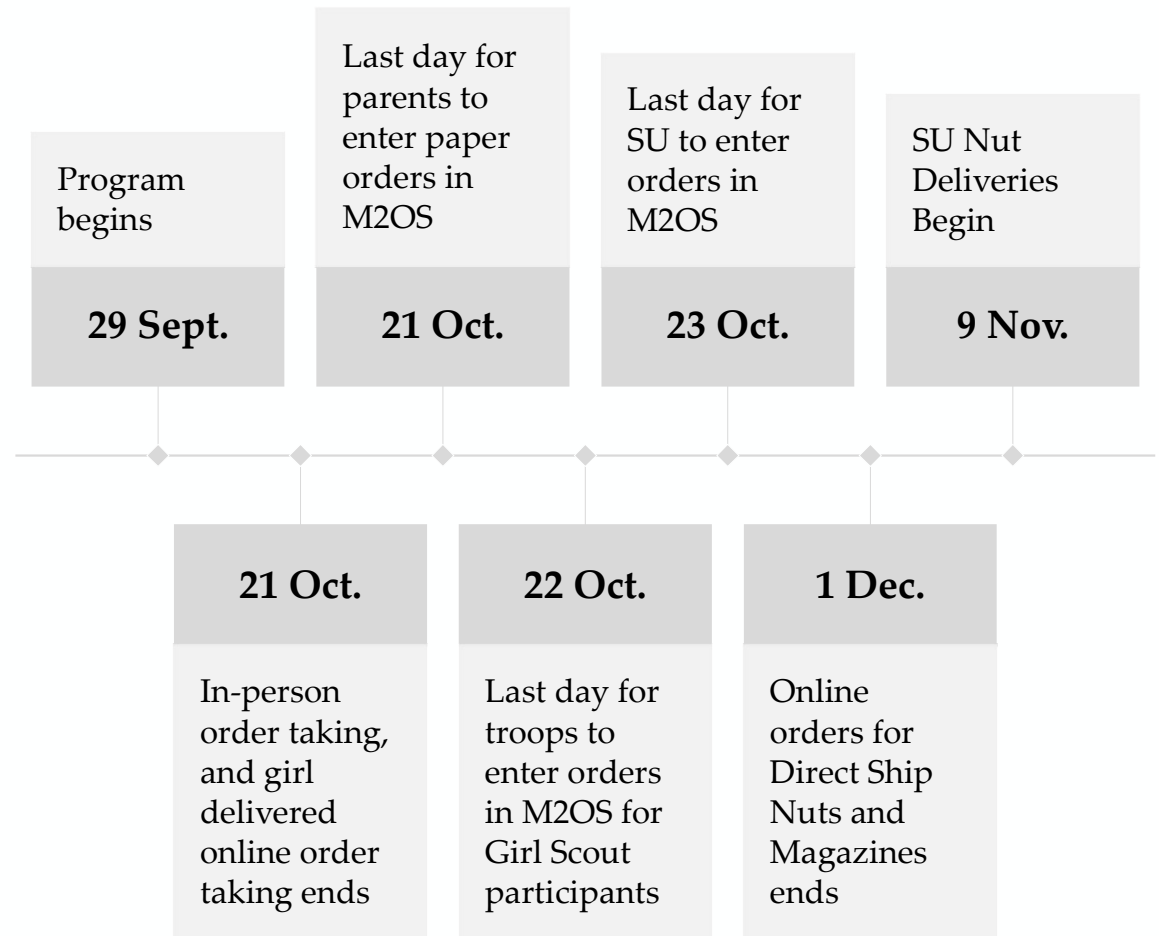 Program
begins
29 Sept.
21 Oct.
In-person
order taking,
and girl
delivered
online order
taking ends
Last day for
parents to
enter paper
orders in
M2OS
21 Oct.
22 Oct.
Last day for
troops to
enter orders
in M2OS for
Girl Scout
participants
Last day for
SU to enter
orders in
M2OS
23 Oct.
1 Dec.
Online
orders for
Direct Ship
Nuts and
Magazines
ends
SU Nut
Deliveries
Begin
9 Nov.